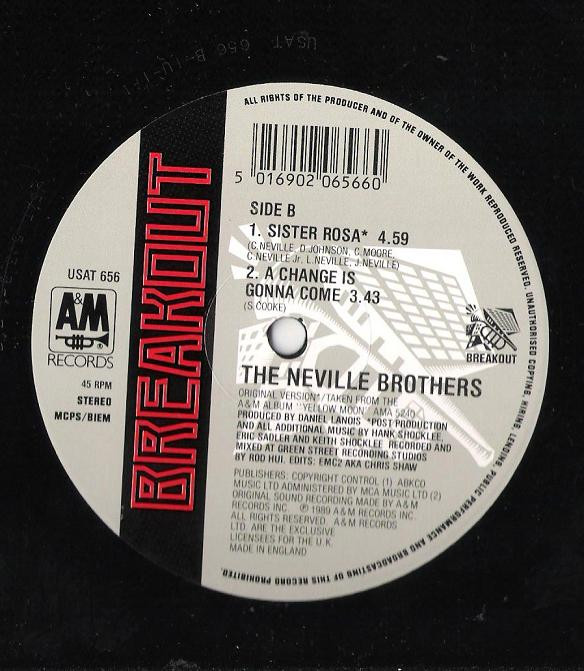 USAT 656 B-(U-)1-
ALL RIGHTS OF THE PRODUCER AND OF THE OWNER OF THE WORK REPRODUCED RESERVED. UNAUTHORISED COPYING, HIRING, LENDING, PUBLIC PERFORMANCE AND BROADCASTING OF THIS RECORD PROHIBITED.
5 016902 065660
SIDE B
1. SISTER ROSA* 4.59
(C.NEVILLE, D.JOHNSON, C.MOORE,
C.NEVILLE Jr. L.NEVILLE, J.NEVILLE)
2. A CHANGE IS
GONNA COME 3.43
(S.COOKE)
BREAKOUT
USAT 656
A&M
®
RECORDS
45 RPM
STEREO
MCPS/BIEM
BREAKOUT
THE NEVILLE BROTHERS
ORIGINAL VERSION*/TAKEN FROM THE
A&M ALBUM "YELLOW MOON" AMA 5240
PRODUCED BY DANIEL LANOIS *POST PRODUCTION
AND ALL ADDITIONAL MUSIC BY HANK SHOCKLEE,
ERIC SADLER AND KEITH SHOCKLEE RECORDED AND
MIXED AT GREEN STREET RECORDING STUDIOS
BY ROD HUI. EDITS: EMC2 AKA CHRIS SHAW
PUBLISHERS: COPYRIGHT CONTROL (1) ABKCO
MUSIC LTD ADMINISTERED BY MCA MUSIC LTD (2)
ORIGINAL SOUND RECORDING MADE BY A&M
RECORDS INC. ℗ 1989 A&M RECORDS INC.
ALL RIGHTS RESERVED. A&M RECORDS
LTD. ARE THE EXCLUSIVE
LICENSEES FOR THE U.K.
MADE IN ENGLAND